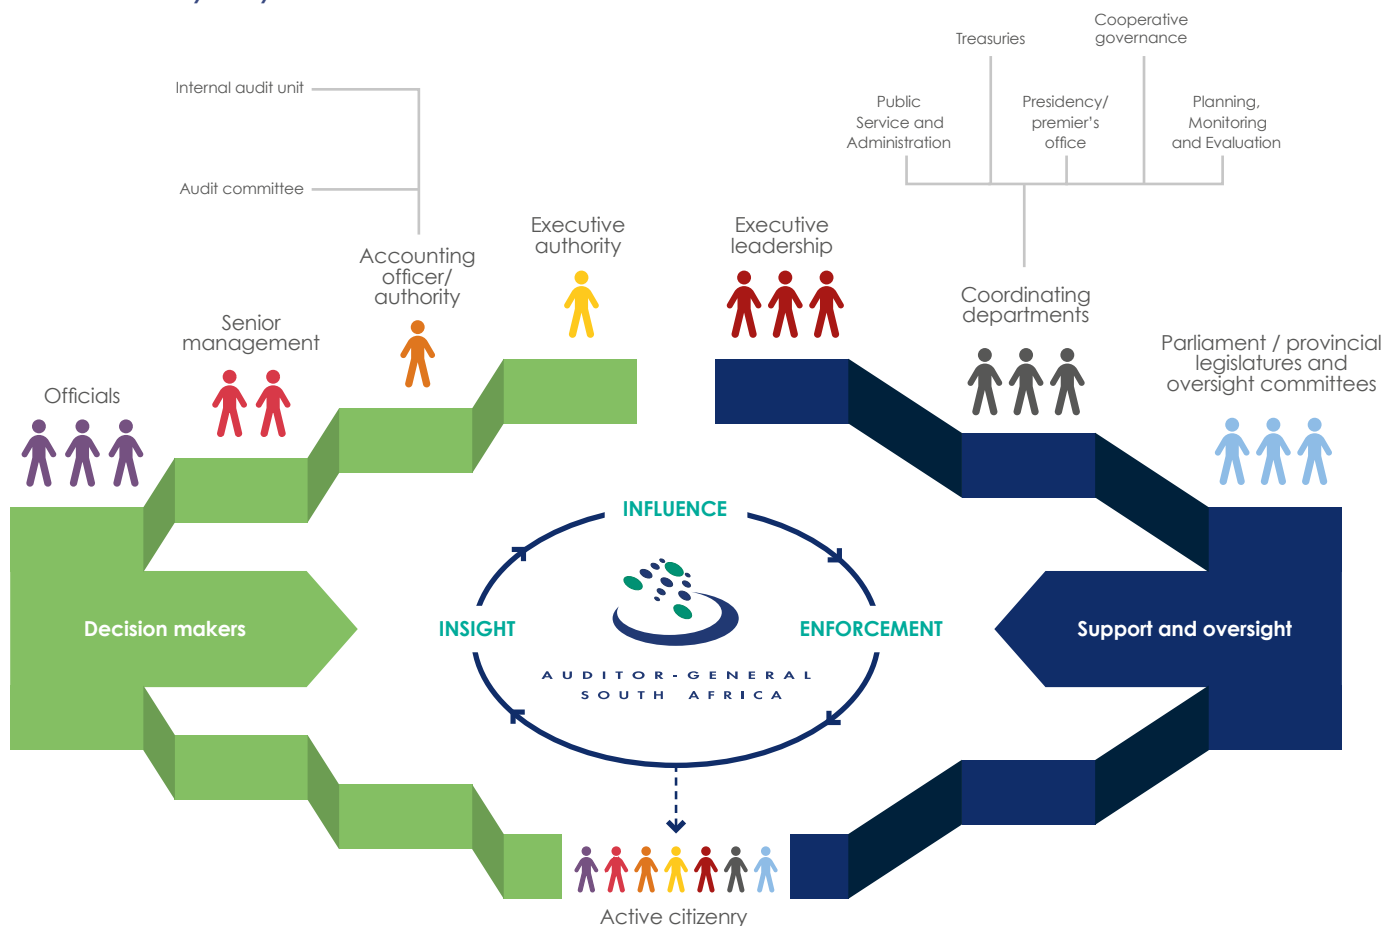 Cooperative
governance
Treasuries
Internal audit unit
Public
Service and
Administration
Presidency/
premier's
office
Planning,
Monitoring
and Evaluation
Audit committee
Executive
authority
Executive
leadership
Accounting
officer/
authority
Coordinating
departments
Senior
management
Parliament / provincial
legislatures and
oversight committees
Officials
INFLUENCE
Decision makers
INSIGHT
ENFORCEMENT
Support and oversight
AUDITOR-GENERAL
SOUTH AFRICA
Active citizenry